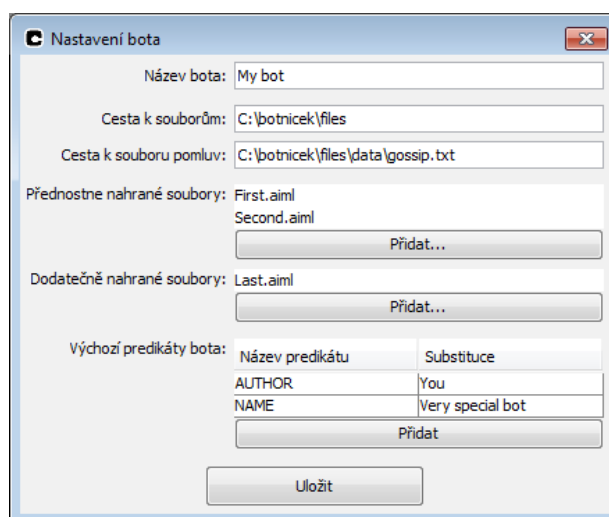 Nastavení bota
Název bota: My bot
Cesta k souborům: C:\botnicek\files
Cesta k souboru pomluv: C:\botnicek\files\data\gossip.txt
Přednostne nahrané soubory: First.aiml
Second.aiml
Přidat...
Dodatečně nahrané soubory: Last.aiml
Přidat...
Výchozí predikáty bota: Název predikátu Substituce
AUTHOR You
NAME Very special bot
Přidat
Uložit